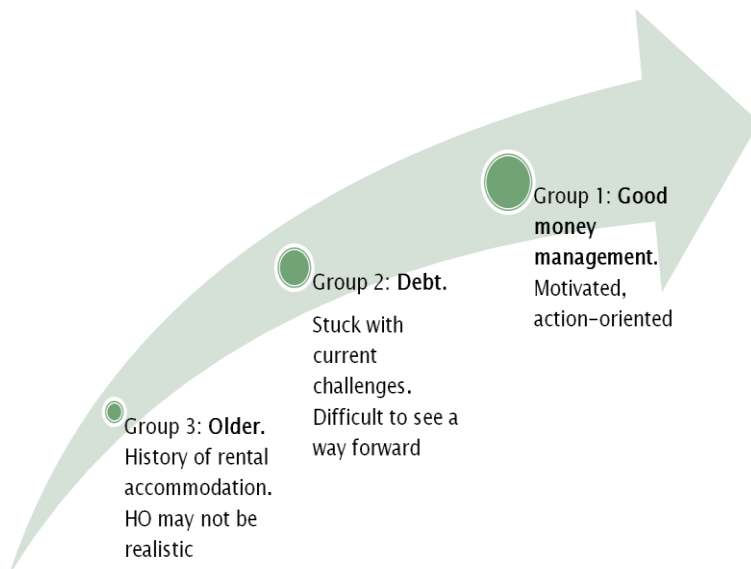 Group 1: Good
money
management.
Motivated,
action-oriented
Group 2: Debt.
Stuck with
current
challenges.
Difficult to see a
way forward
Group 3: Older.
History of rental
accommodation.
HO may not be
realistic